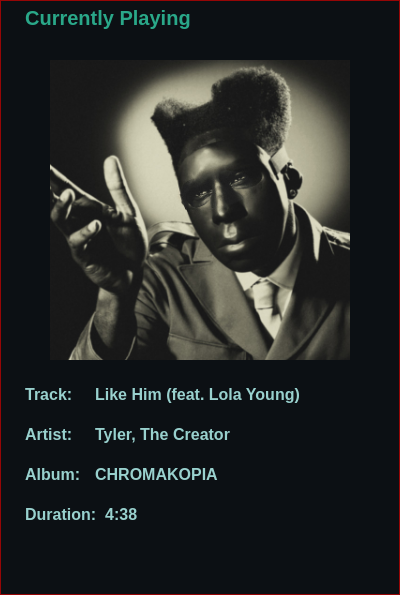 Currently Playing
Track: Like Him (feat. Lola Young)
Artist: Tyler, The Creator
Album: CHROMAKOPIA
Duration: 4:38